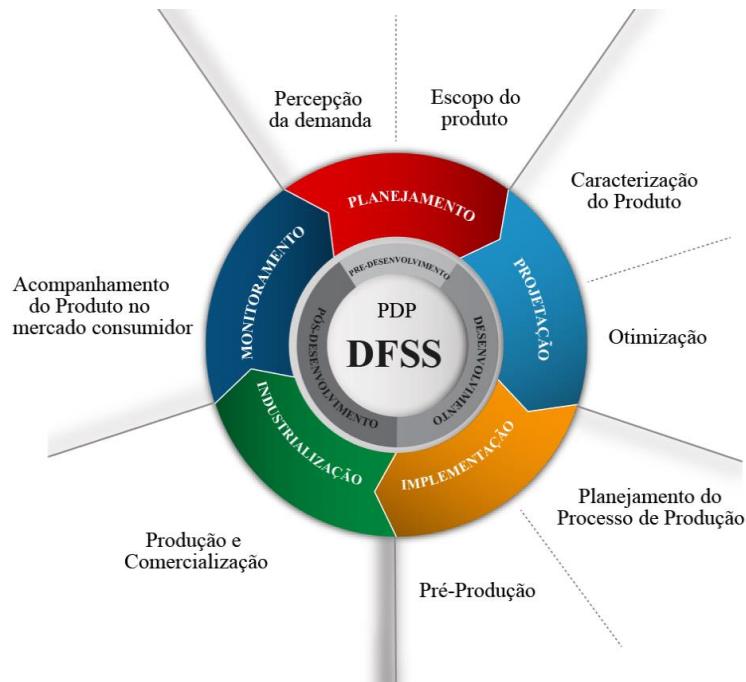 Percepção
da demanda
Escopo do
produto
Caracterização
do Produto
Otimização
Planejamento do
Processo de Produção
Pré-Produção
Produção e
Comercialização
Acompanhamento
do Produto no
mercado consumidor
PLANEJAMENTO
PROJETAÇÃO
IMPLEMENTAÇÃO
INDUSTRIALIZAÇÃO
MONITORAMENTO
PRE-DESENVOLVIMENTO
DESENVOLVIMENTO
PÓS-DESENVOLVIMENTO
PDP
DFSS